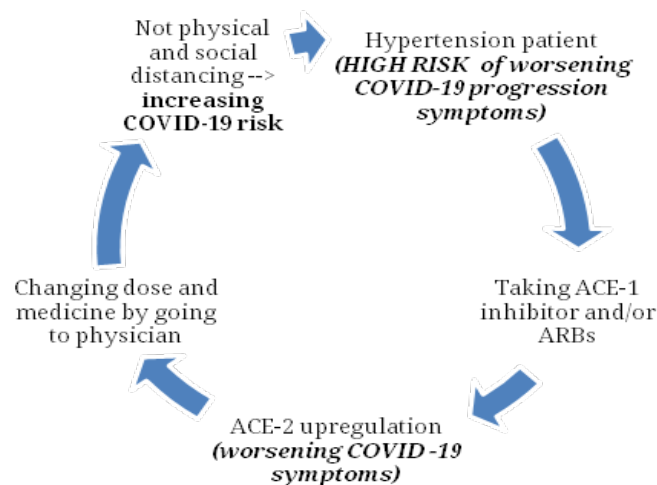 Not physical
and social
distancing-->
increasing
COVID-19 risk
Hypertension patient
(HIGH RISK of worsening
COVID-19 progression
symptoms)
Taking ACE-1
inhibitor and/or
ARBs
ACE-2 upregulation
(worsening COVID -19
symptoms)
Changing dose and
medicine by going
to physician